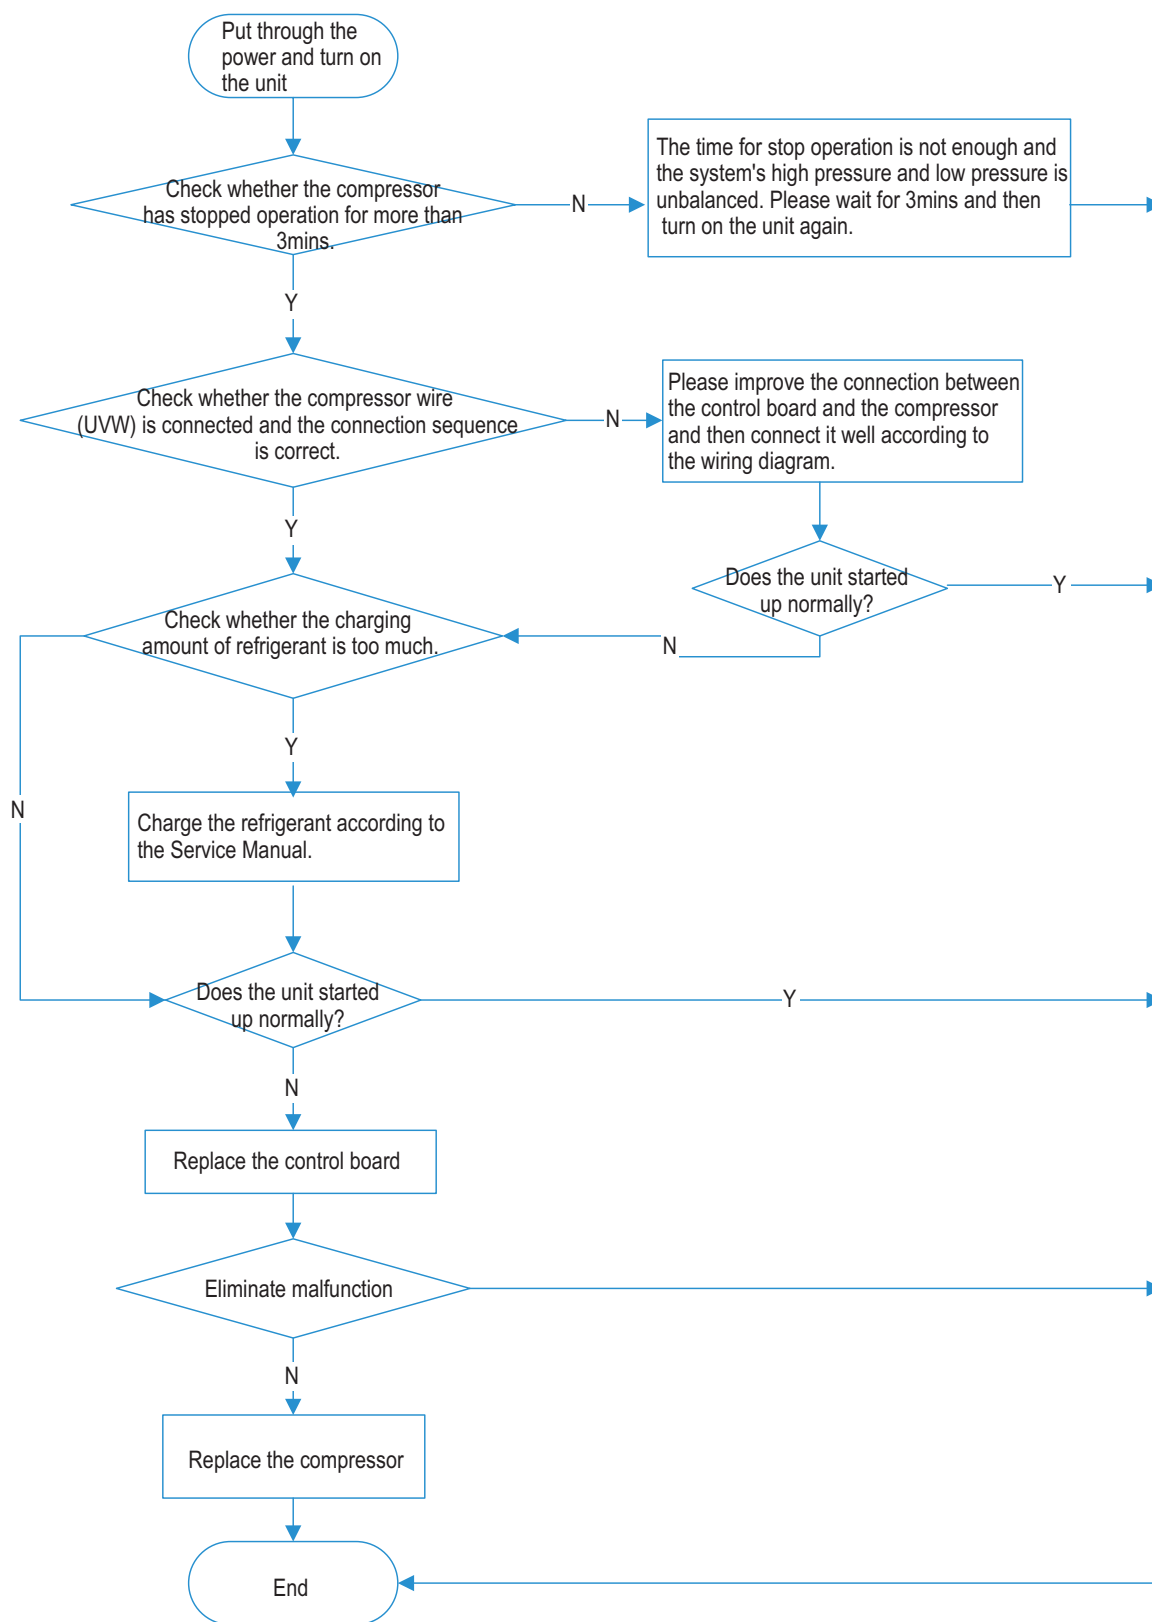 Put through the
power and turn on
the unit
Check whether the compressor
has stopped operation for more than
3mins.
N
The time for stop operation is not enough and
the system's high pressure and low pressure is
unbalanced. Please wait for 3mins and then
turn on the unit again.
Y
Check whether the compressor wire
(UVW) is connected and the connection sequence
is correct.
N
Please improve the connection between
the control board and the compressor
and then connect it well according to
the wiring diagram.
Y
Does the unit started
up normally?
Y
Check whether the charging
amount of refrigerant is too much.
N
Y
N
Charge the refrigerant according to
the Service Manual.
Does the unit started
up normally?
Y
N
Replace the control board
Eliminate malfunction
N
Replace the compressor
End